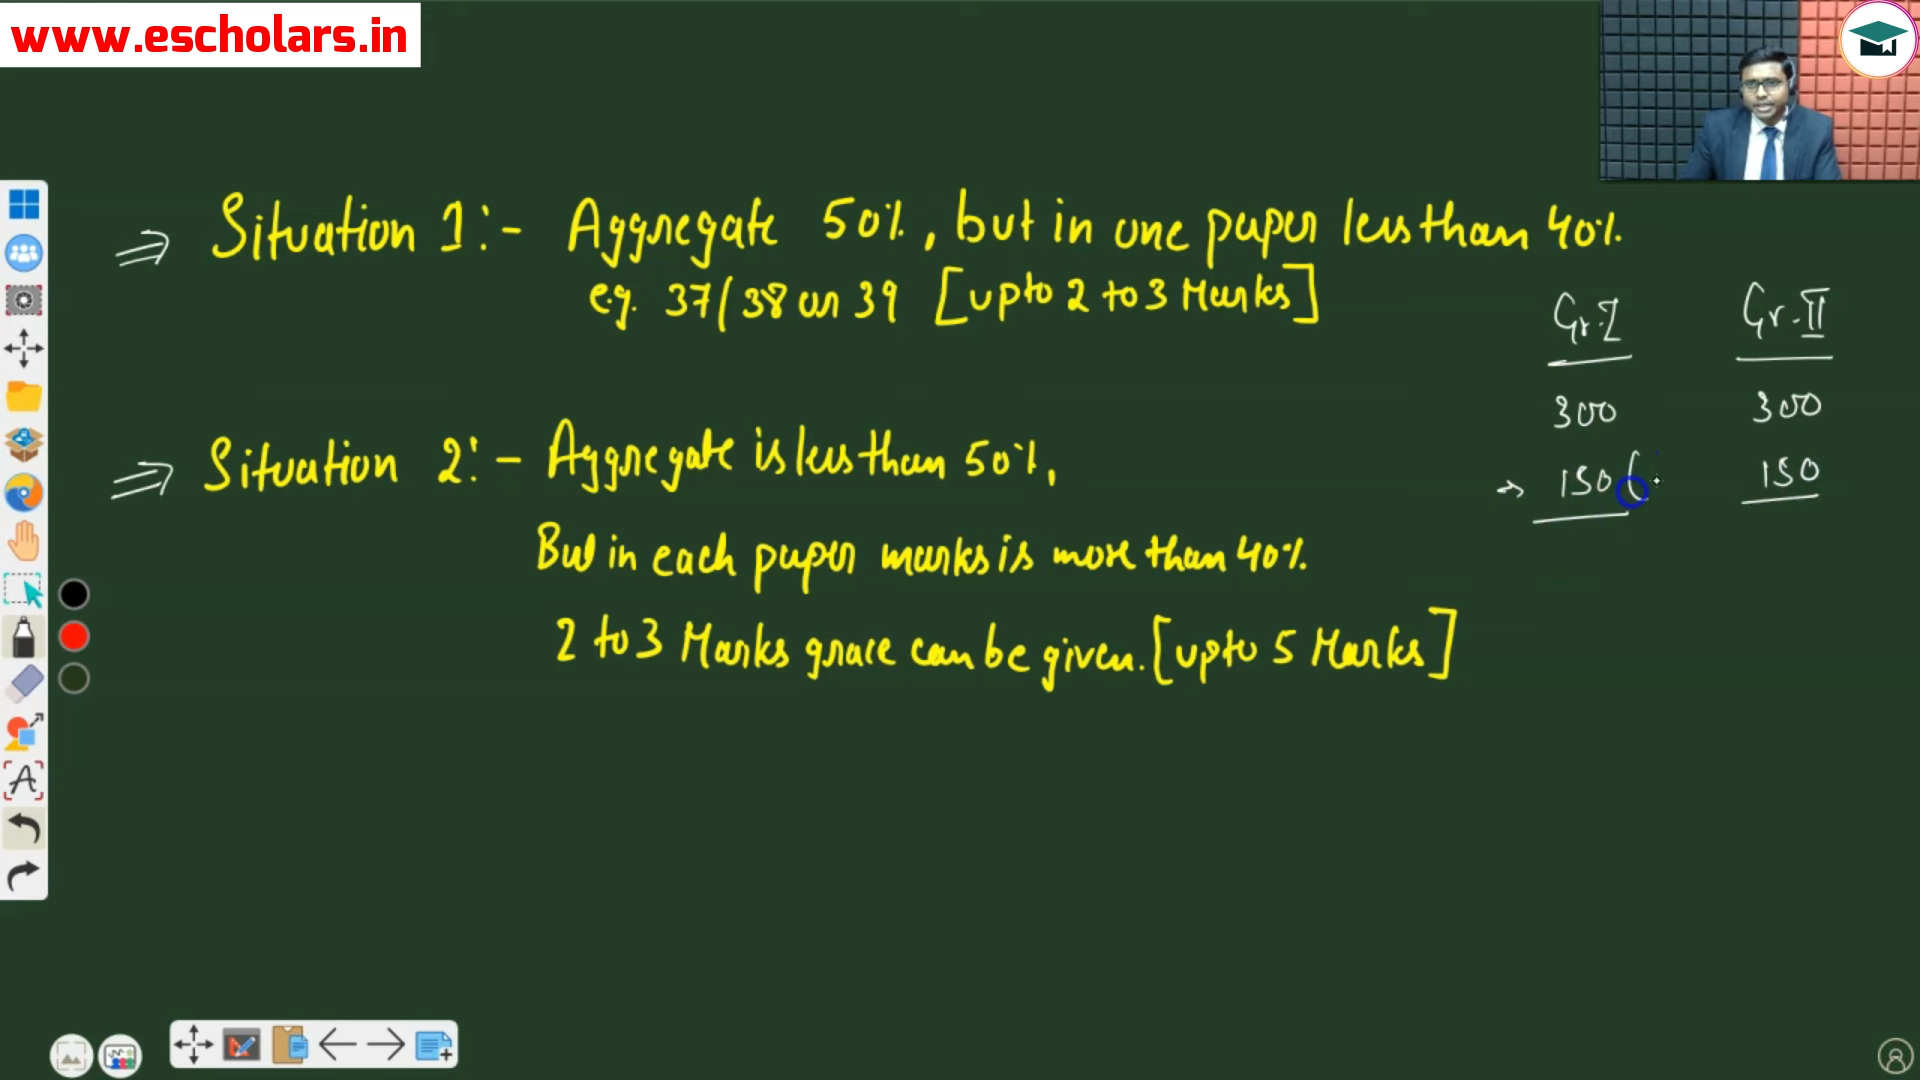 www.escholars.in
⇒ Situation 1:- Aggregate 50%, but in one paper less than 40%.
e.g. 37/38 or 39 [upto 2 to 3 Marks]
Gr. I Gr. II
300 300
⇒ Situation 2:- Aggregate is less than 50%,
→ 150( 150
But in each paper marks is more than 40%.
2 to 3 Marks grace can be given. [upto 5 Marks]